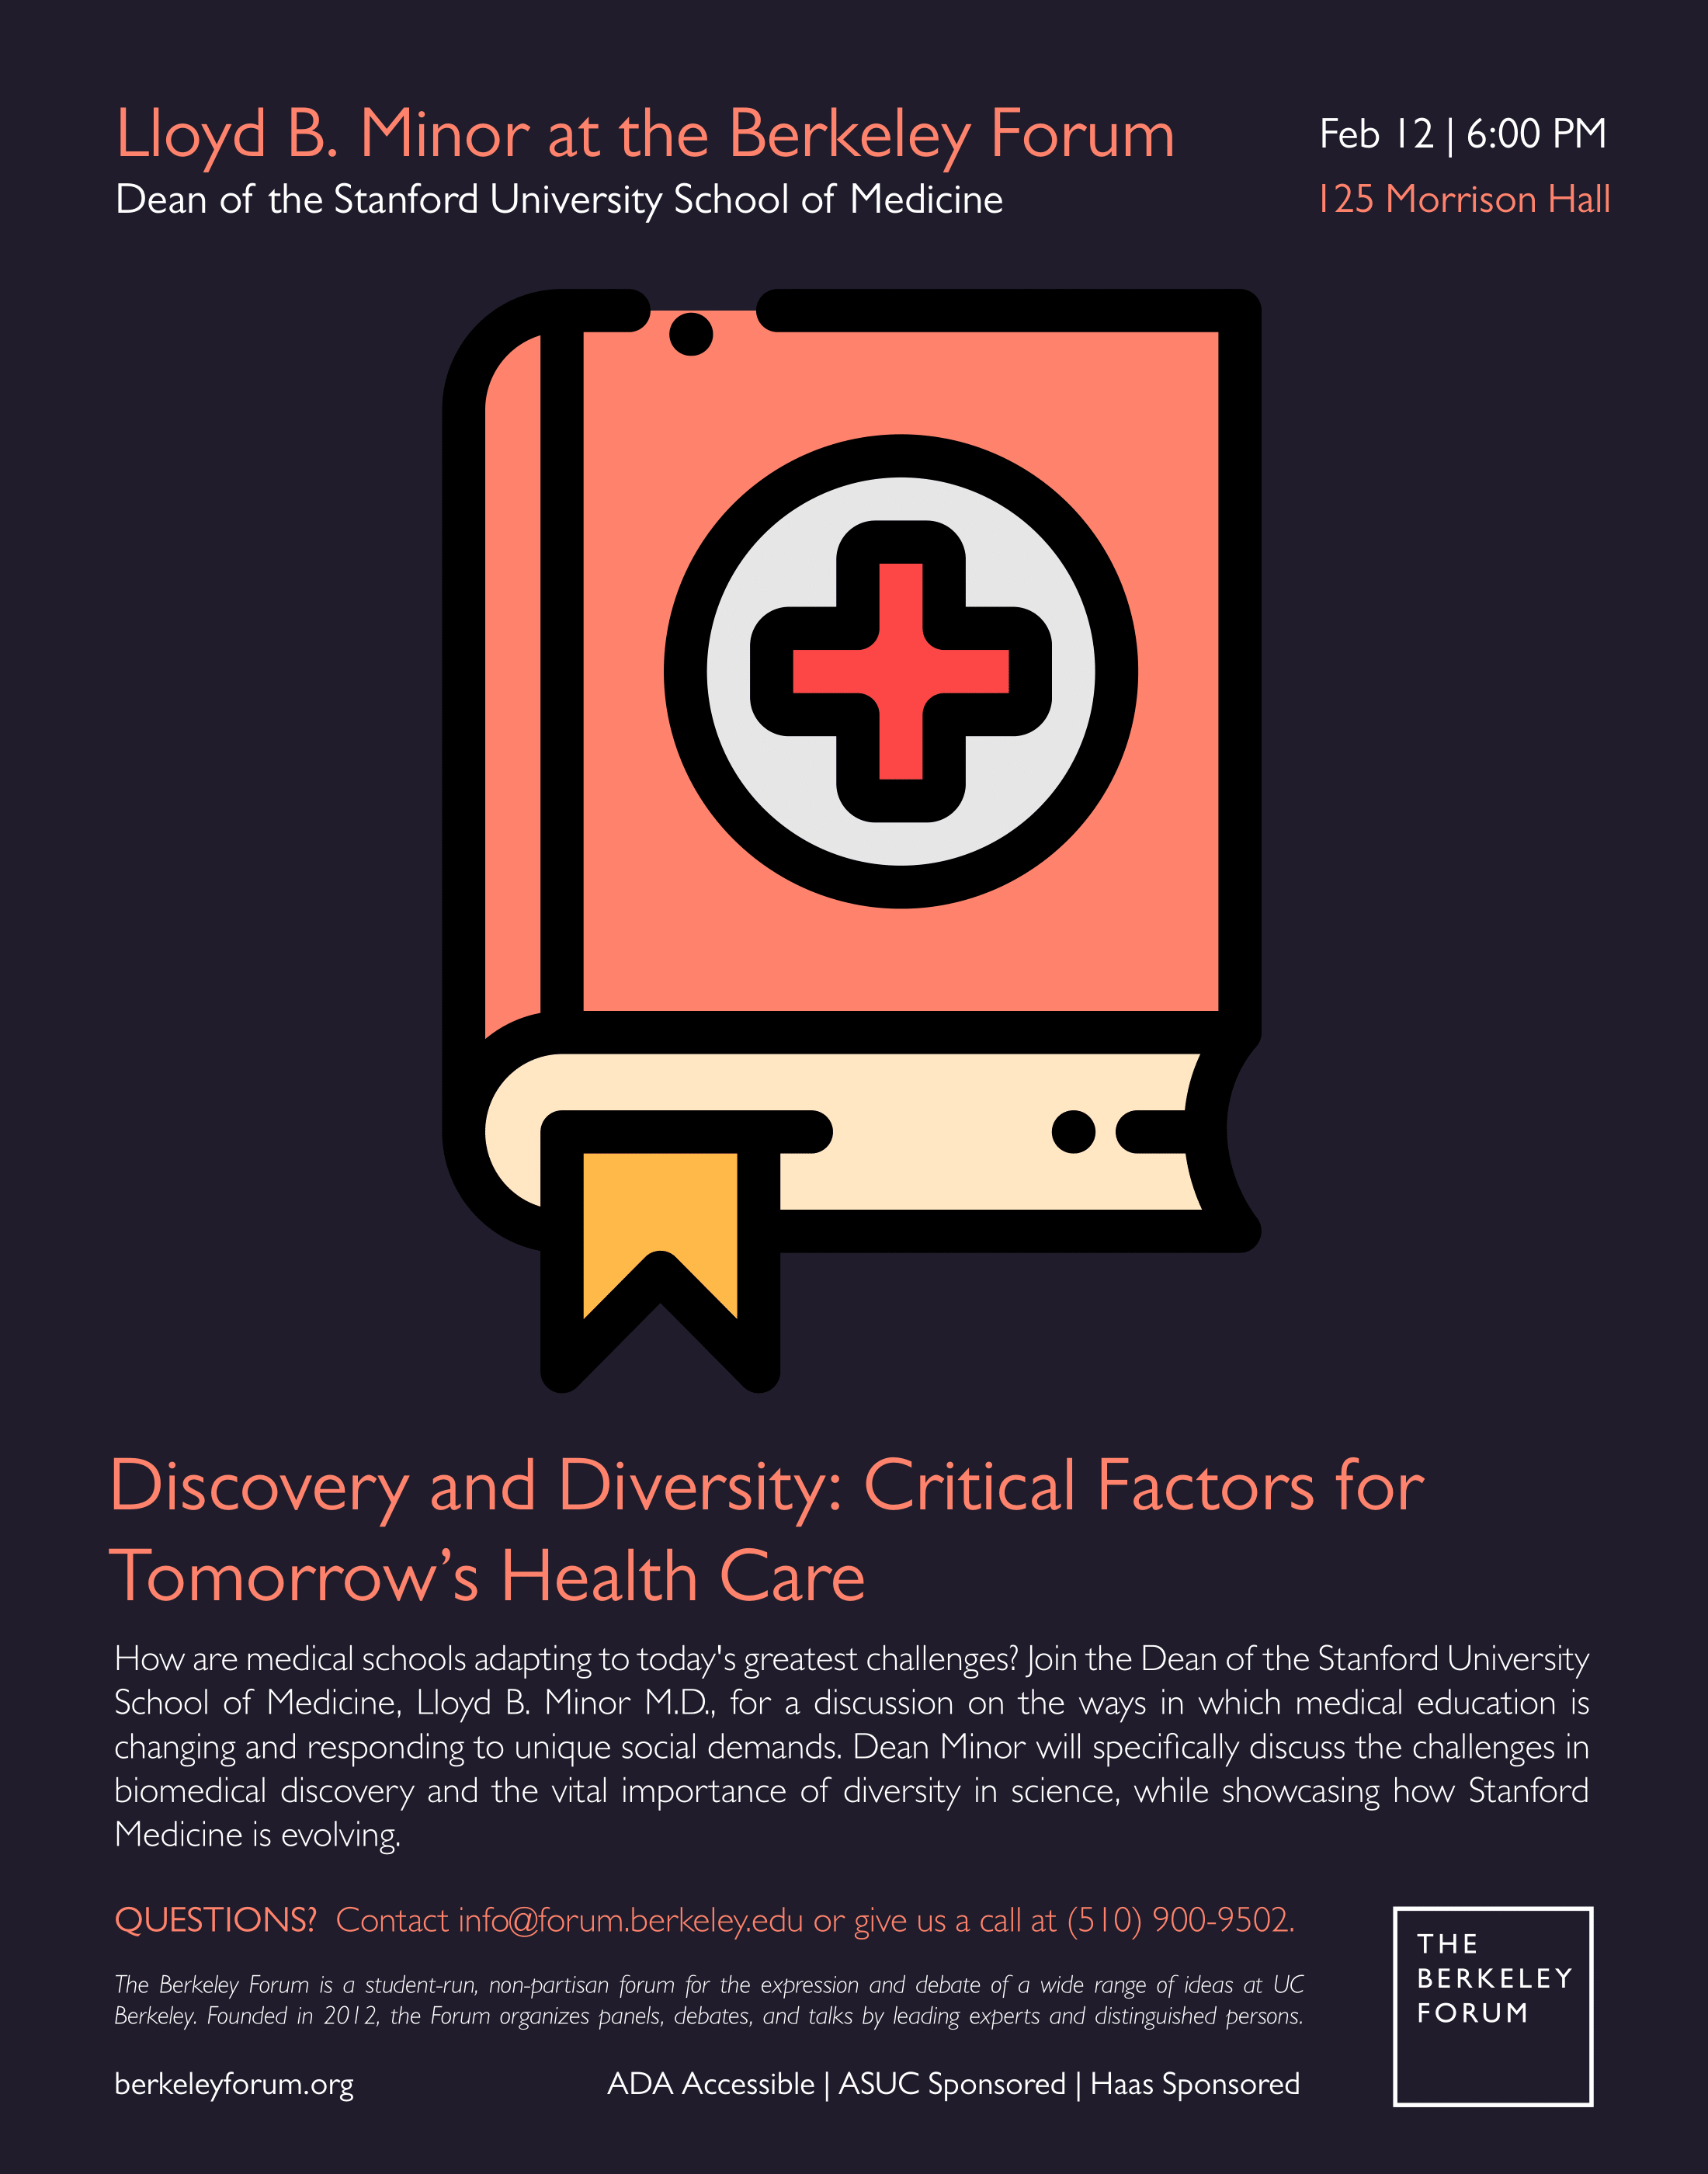 Lloyd B. Minor at the Berkeley Forum
Dean of the Stanford University School of Medicine
Feb 12 | 6:00 PM
125 Morrison Hall
Discovery and Diversity: Critical Factors for
Tomorrow’s Health Care
How are medical schools adapting to today's greatest challenges? Join the Dean of the Stanford University
School of Medicine, Lloyd B. Minor M.D., for a discussion on the ways in which medical education is
changing and responding to unique social demands. Dean Minor will specifically discuss the challenges in
biomedical discovery and the vital importance of diversity in science, while showcasing how Stanford
Medicine is evolving.
QUESTIONS? Contact info@forum.berkeley.edu or give us a call at (510) 900-9502.
The Berkeley Forum is a student-run, non-partisan forum for the expression and debate of a wide range of ideas at UC
Berkeley. Founded in 2012, the Forum organizes panels, debates, and talks by leading experts and distinguished persons.
berkeleyforum.org
ADA Accessible | ASUC Sponsored | Haas Sponsored
THE
BERKELEY
FORUM